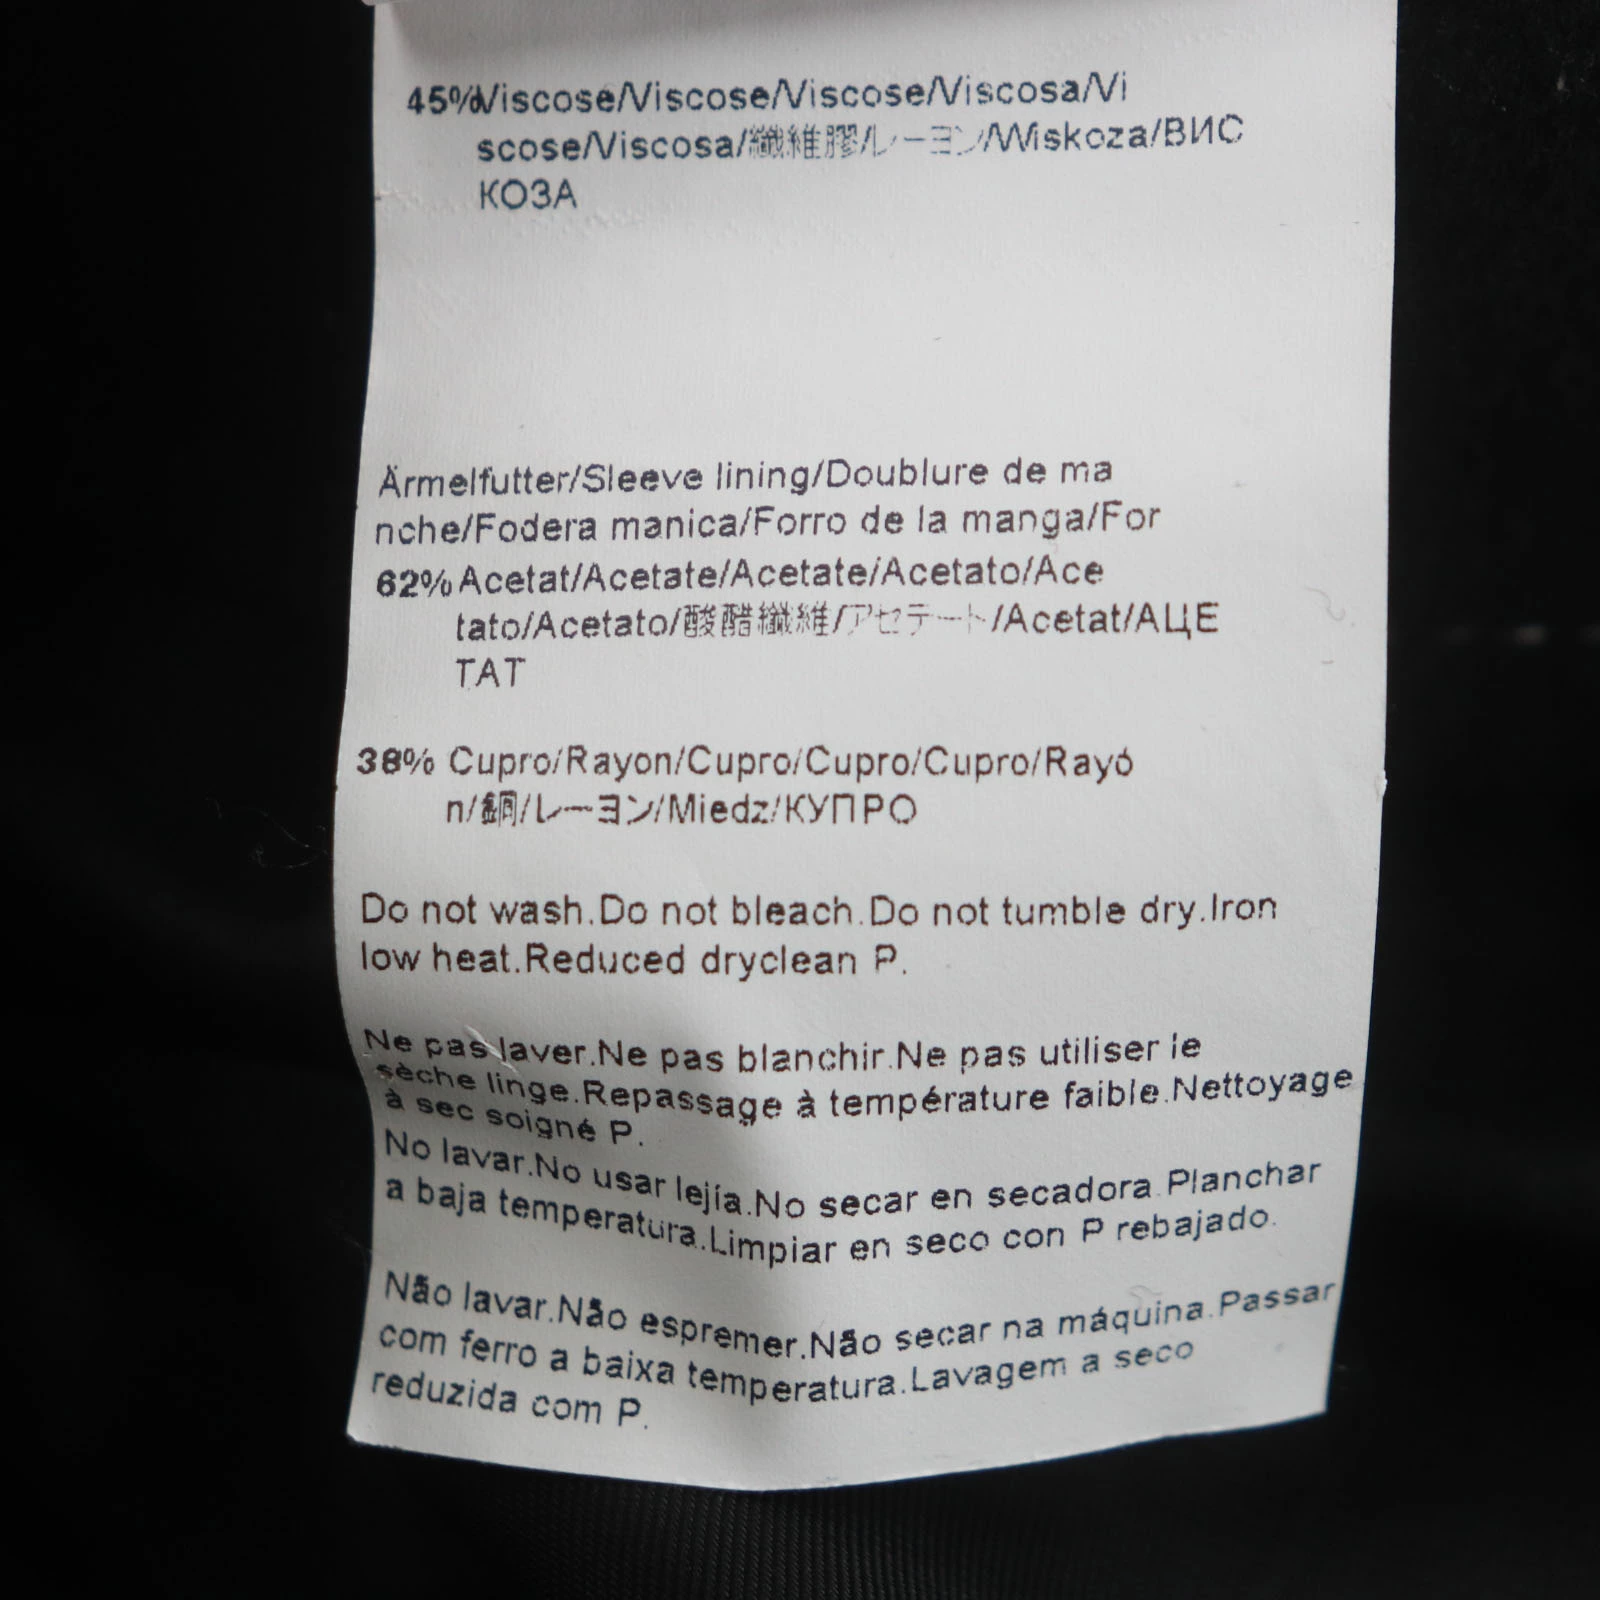 45% Viscose/Viscose/Viscose/Viscosa/Vi
scose/Viscosa/纖維膠/レーヨン/Wiskoza/ВИС
КОЗА
Ärmelfutter/Sleeve lining/Doublure de ma
nche/Fodera manica/Forro de la manga/For
62% Acetat/Acetate/Acetate/Acetato/Ace
tato/Acetato/酸醋纖維/アセテート/Acetat/АЦЕ
ТАТ
38% Cupro/Rayon/Cupro/Cupro/Cupro/Rayó
n/銅/レーヨン/Miedz/КУПРО
Do not wash.Do not bleach.Do not tumble dry.Iron
low heat.Reduced dryclean P.
Ne pas laver.Ne pas blanchir.Ne pas utiliser le
sèche linge.Repassage à température faible.Nettoyage
à sec soigné P.
No lavar.No usar lejía.No secar en secadora.Planchar
a baja temperatura.Limpiar en seco con P rebajado.
Não lavar.Não espremer.Não secar na máquina.Passar
com ferro a baixa temperatura.Lavagem a seco
reduzida com P.